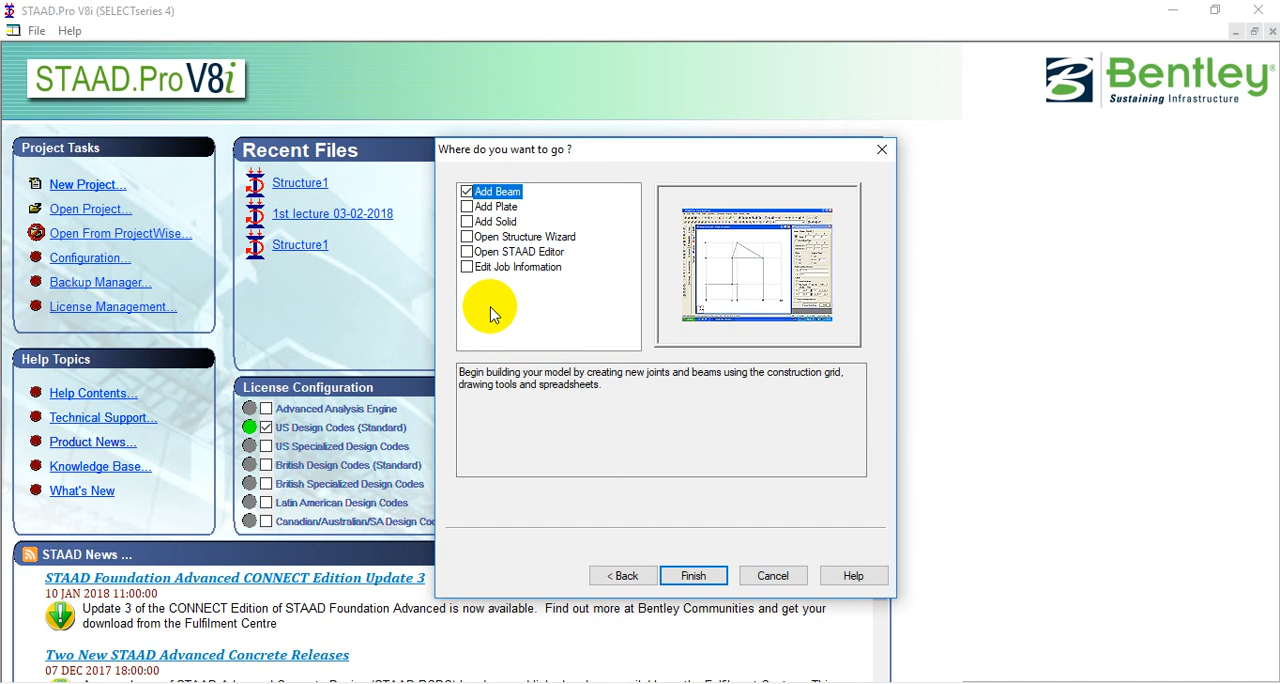 STAAD.Pro V8i (SELECTseries 4)
File Help
STAAD.Pro V8i
Bentley®
Sustaining Infrastructure
Project Tasks
New Project...
Open Project...
Open From ProjectWise...
Configuration...
Backup Manager...
License Management...
Recent Files
Structure1
1st lecture 03-02-2018
Structure1
Help Topics
Help Contents...
Technical Support...
Product News...
Knowledge Base...
What's New
License Configuration
Advanced Analysis Engine
US Design Codes (Standard)
US Specialized Design Codes
British Design Codes (Standard)
British Specialized Design Codes
Latin American Design Codes
Canadian/Australian/SA Design
Where do you want to go ?
Add Beam
Add Plate
Add Solid
Open Structure Wizard
Open STAAD Editor
Edit Job Information
Begin building your model by creating new joints and beams using the construction grid,
drawing tools and spreadsheets.
< Back Finish Cancel Help
STAAD News ...
STAAD Foundation Advanced CONNECT Edition Update 3
10 JAN 2018 11:00:00
Update 3 of the CONNECT Edition of STAAD Foundation Advanced is now available. Find out more at Bentley Communities and get your
download from the Fulfilment Centre
Two New STAAD Advanced Concrete Releases
07 DEC 2017 18:00:00